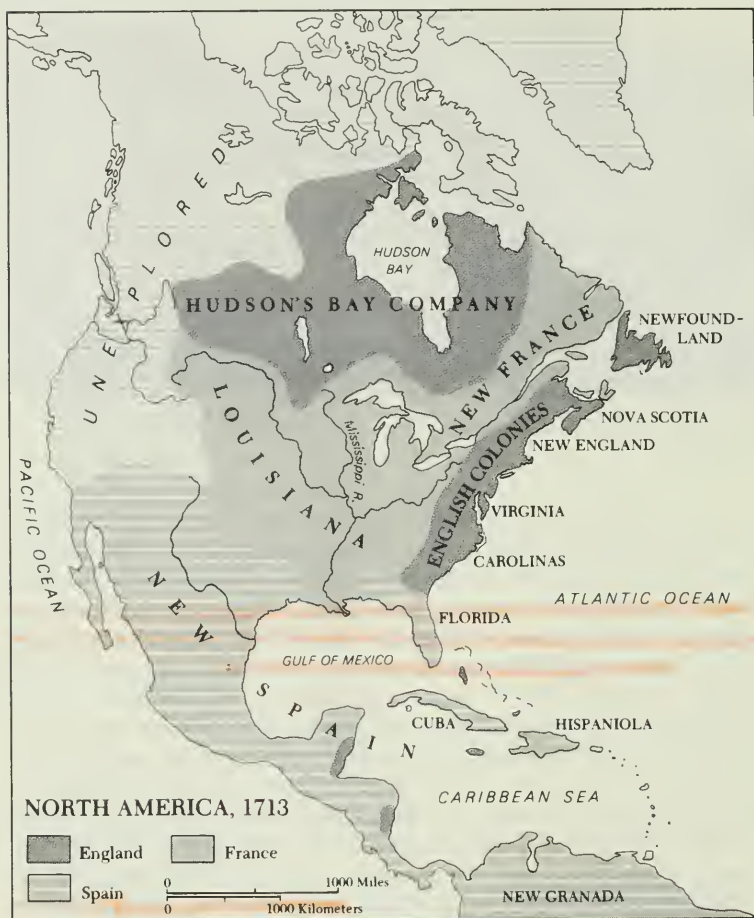 UNEXPLORED
HUDSON
BAY
HUDSON'S BAY COMPANY
NEWFOUND-
LAND
NEW FRANCE
NOVA SCOTIA
NEW ENGLAND
ENGLISH COLONIES
LOUISIANA
Mississippi R.
VIRGINIA
CAROLINAS
PACIFIC OCEAN
ATLANTIC OCEAN
FLORIDA
NEW SPAIN
GULF OF MEXICO
CUBA
HISPANIOLA
CARIBBEAN SEA
NEW GRANADA
NORTH AMERICA, 1713
England
France
Spain
0 1000 Miles
0 1000 Kilometers